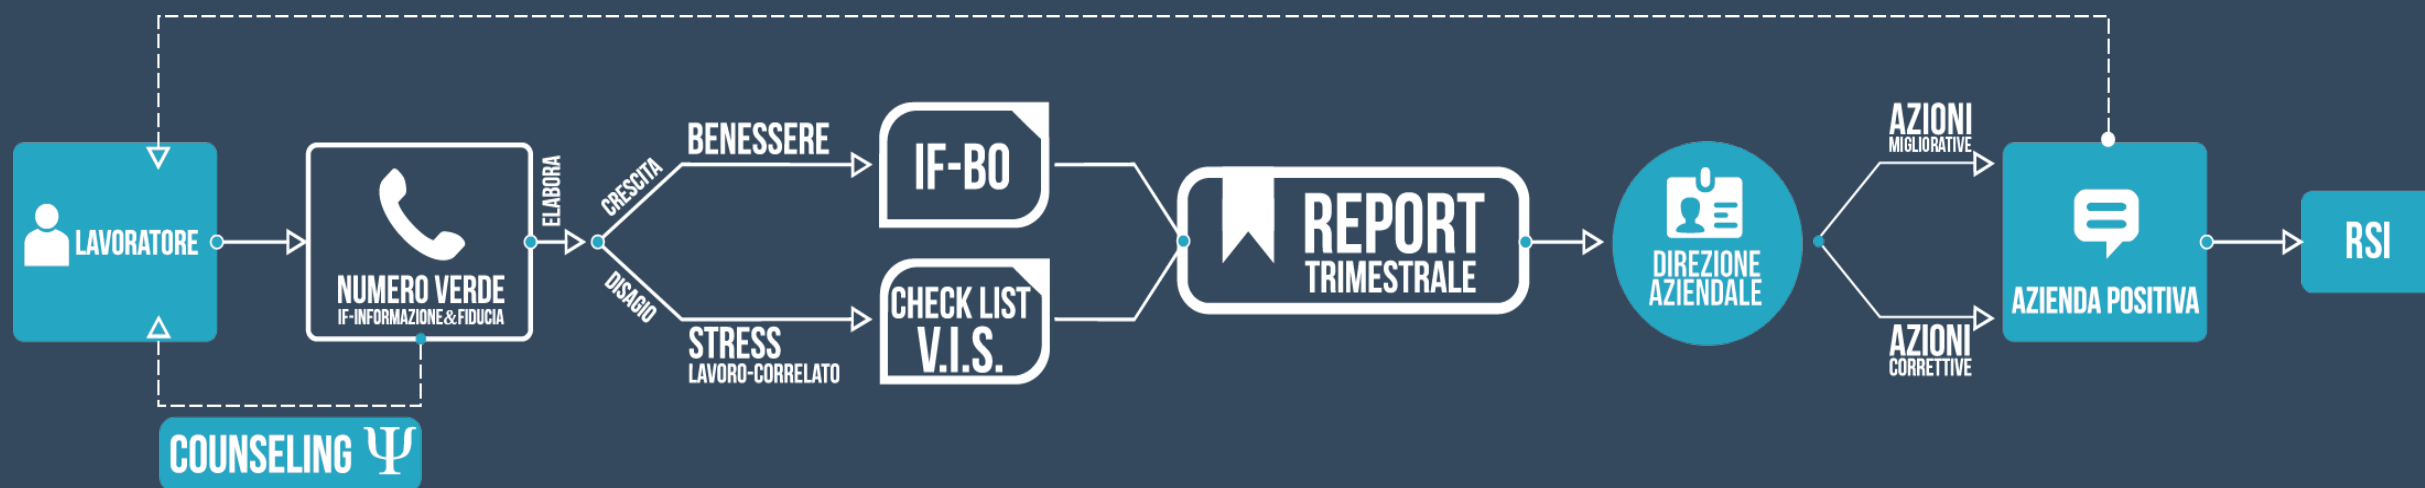 LAVORATORE
NUMERO VERDE
IF-INFORMAZIONE&FIDUCIA
COUNSELING Ψ
ELABORA
CRESCITA
BENESSERE
DISAGIO
STRESS
LAVORO-CORRELATO
IF-BO
CHECK LIST
V.I.S.
REPORT
TRIMESTRALE
DIREZIONE
AZIENDALE
AZIONI
MIGLIORATIVE
AZIONI
CORRETTIVE
AZIENDA POSITIVA
RSI